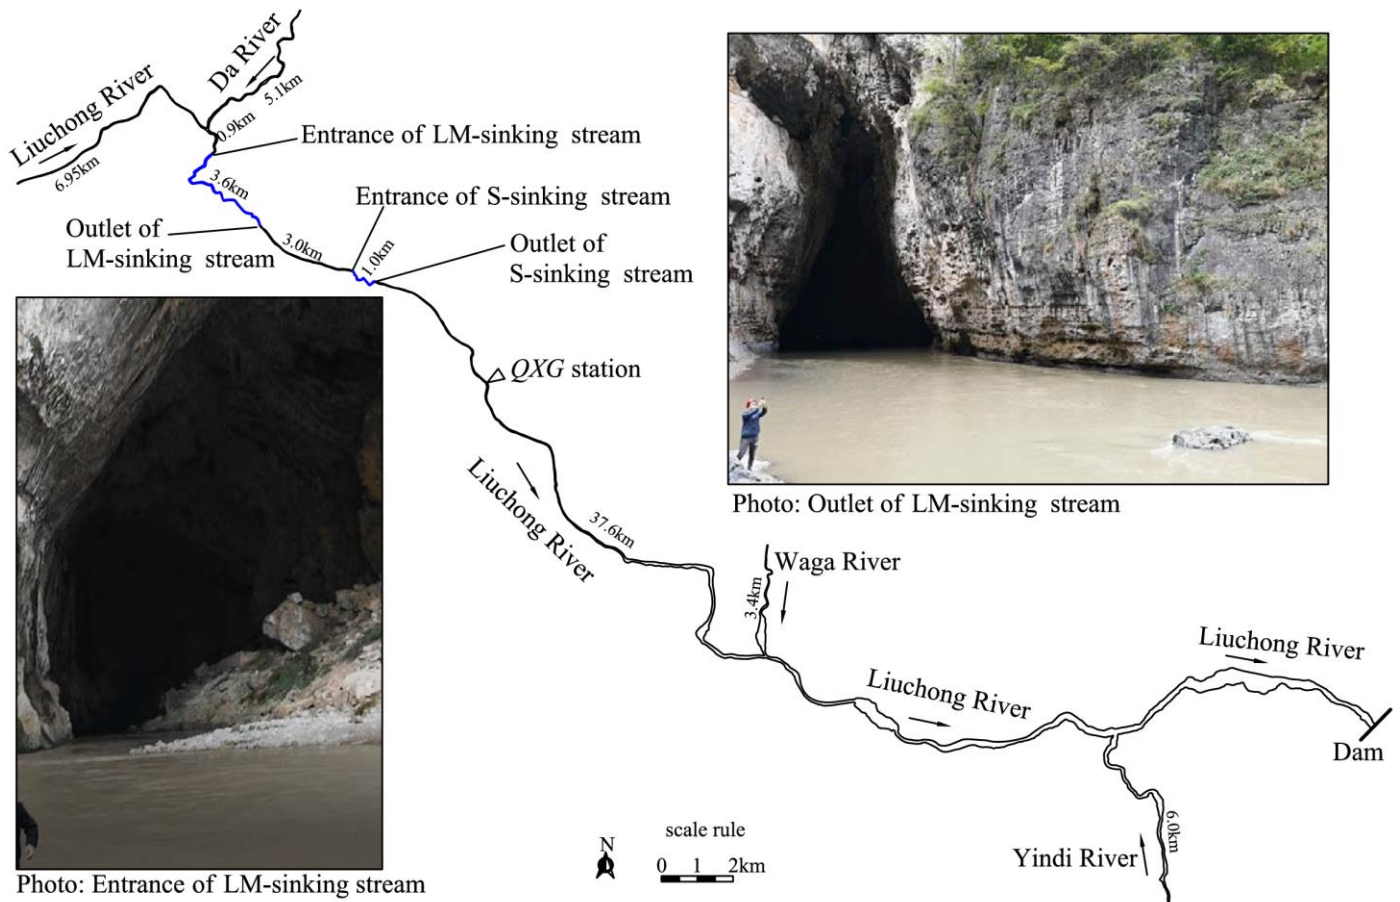 Da River
5.1km
Liuchong River
6.95km
0.9km
Entrance of LM-sinking stream
3.6km
Entrance of S-sinking stream
Outlet of
LM-sinking stream
3.0km
1.0km
Outlet of
S-sinking stream
QXG station
Liuchong River
37.6km
Photo: Outlet of LM-sinking stream
Waga River
3.4km
Liuchong River
Liuchong River
Dam
6.0km
Yindi River
N
scale rule
0 1 2km
Photo: Entrance of LM-sinking stream